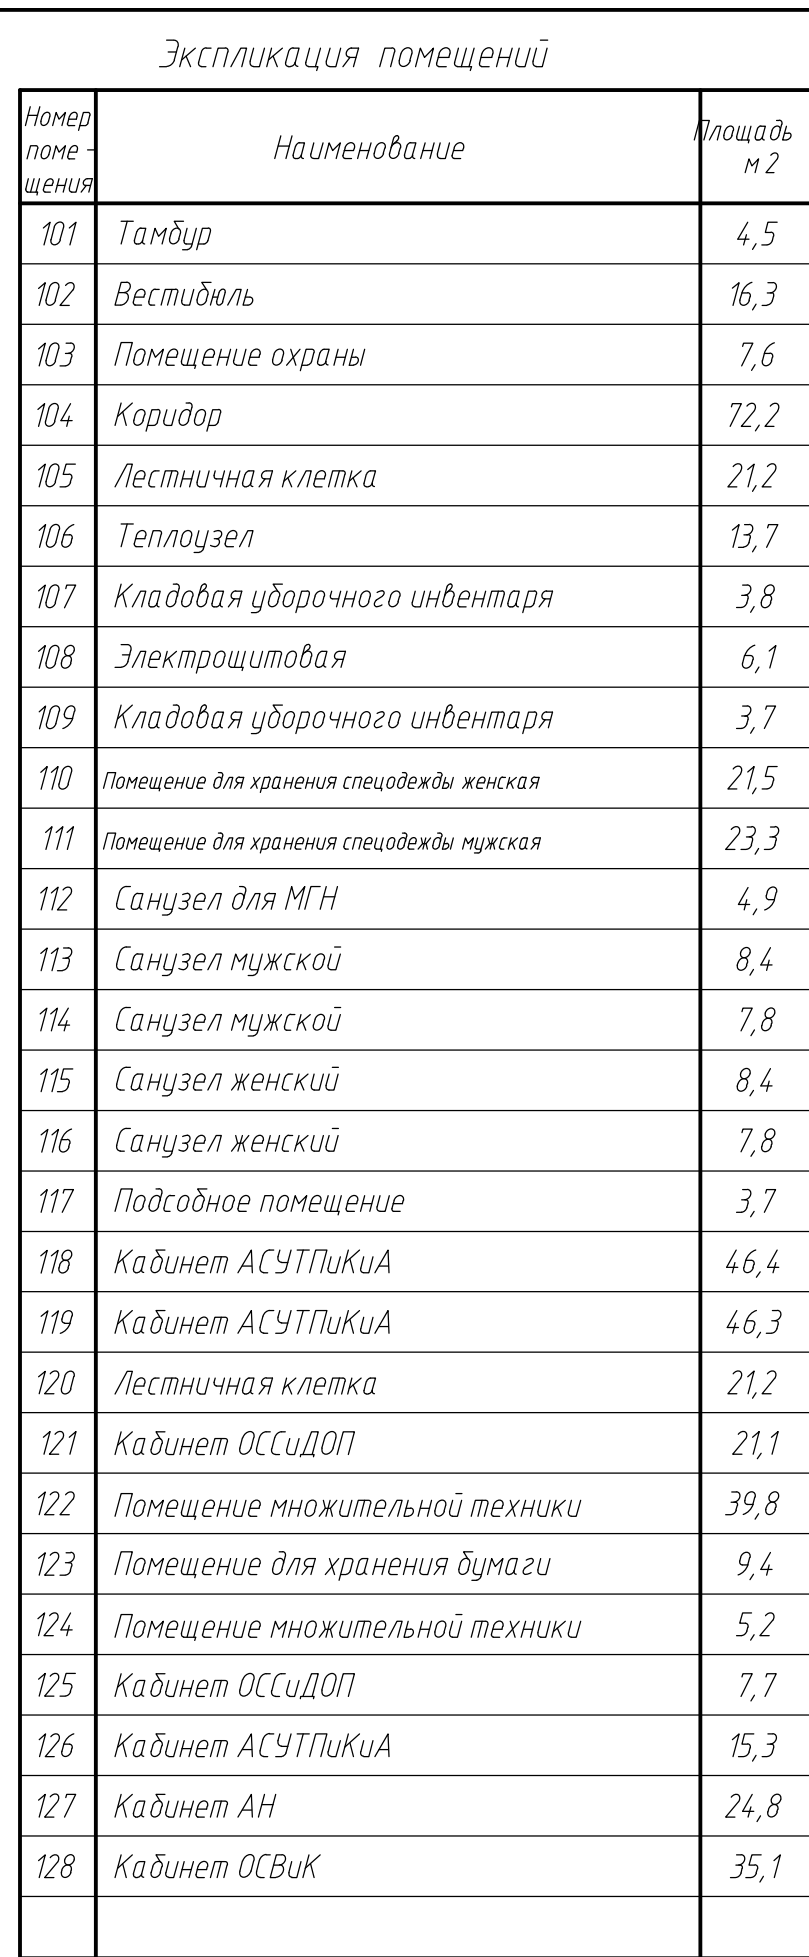 Экспликация помещений
Номер поме - щения Наименование Площадь м 2
101 Тамбур 4,5
102 Вестибюль 16,3
103 Помещение охраны 7,6
104 Коридор 72,2
105 Лестничная клетка 21,2
106 Теплоузел 13,7
107 Кладовая уборочного инвентаря 3,8
108 Электрощитовая 6,1
109 Кладовая уборочного инвентаря 3,7
110 Помещение для хранения спецодежды женская 21,5
111 Помещение для хранения спецодежды мужская 23,3
112 Санузел для МГН 4,9
113 Санузел мужской 8,4
114 Санузел мужской 7,8
115 Санузел женский 8,4
116 Санузел женский 7,8
117 Подсобное помещение 3,7
118 Кабинет АСУТПиКиА 46,4
119 Кабинет АСУТПиКиА 46,3
120 Лестничная клетка 21,2
121 Кабинет ОССиДОП 21,1
122 Помещение множительной техники 39,8
123 Помещение для хранения бумаги 9,4
124 Помещение множительной техники 5,2
125 Кабинет ОССиДОП 7,7
126 Кабинет АСУТПиКиА 15,3
127 Кабинет АН 24,8
128 Кабинет ОСВиК 35,1